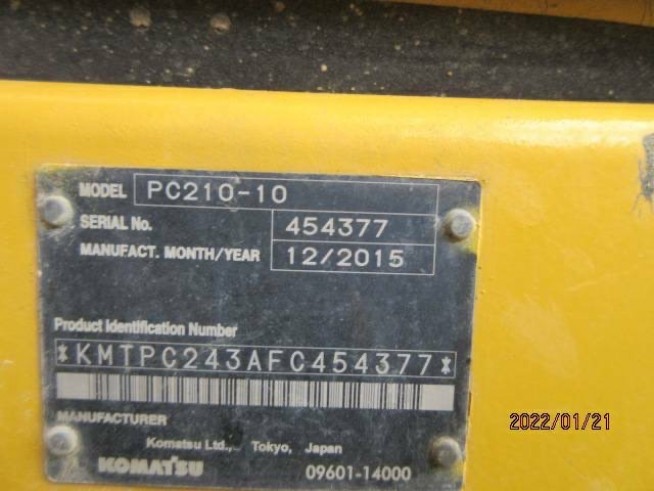 MODEL PC210-10
SERIAL No. 454377
MANUFACT. MONTH/YEAR 12/2015
Product Identification Number
*KMTPC243AFC454377*
MANUFACTURER
Komatsu Ltd., Tokyo, Japan
KOMATSU 09601-14000
2022/01/21